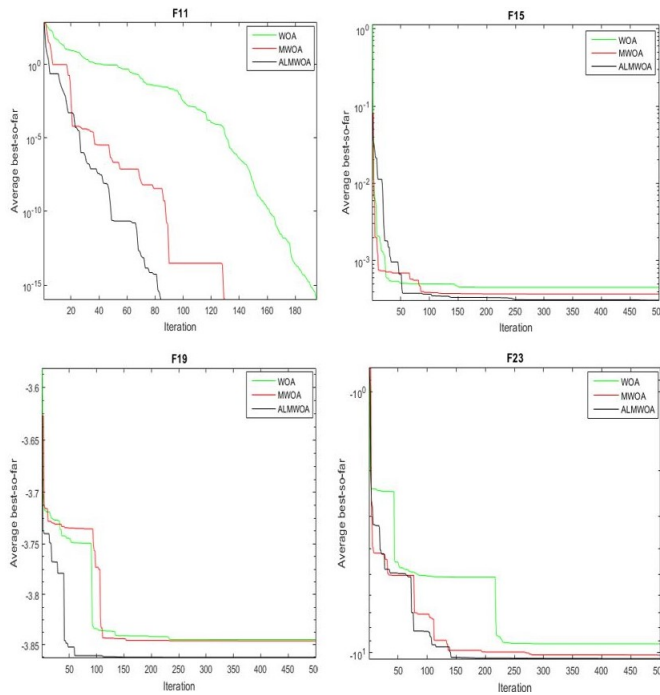 F11
10^0
10^-5
10^-10
10^-15
Average best-so-far
WOA
MWOA
ALMWOA
20 40 60 80 100 120 140 160 180
Iteration
F15
10^-1
10^-2
10^-3
Average best-so-far
WOA
MWOA
ALMWOA
50 100 150 200 250 300 350 400 450 50
Iteration
F19
-3.6
-3.65
-3.7
-3.75
-3.8
-3.85
Average best-so-far
WOA
MWOA
ALMWOA
50 100 150 200 250 300 350 400 450 50
Iteration
F23
-10^0
-10^1
Average best-so-far
WOA
MWOA
ALMWOA
50 100 150 200 250 300 350 400 450 50
Iteration